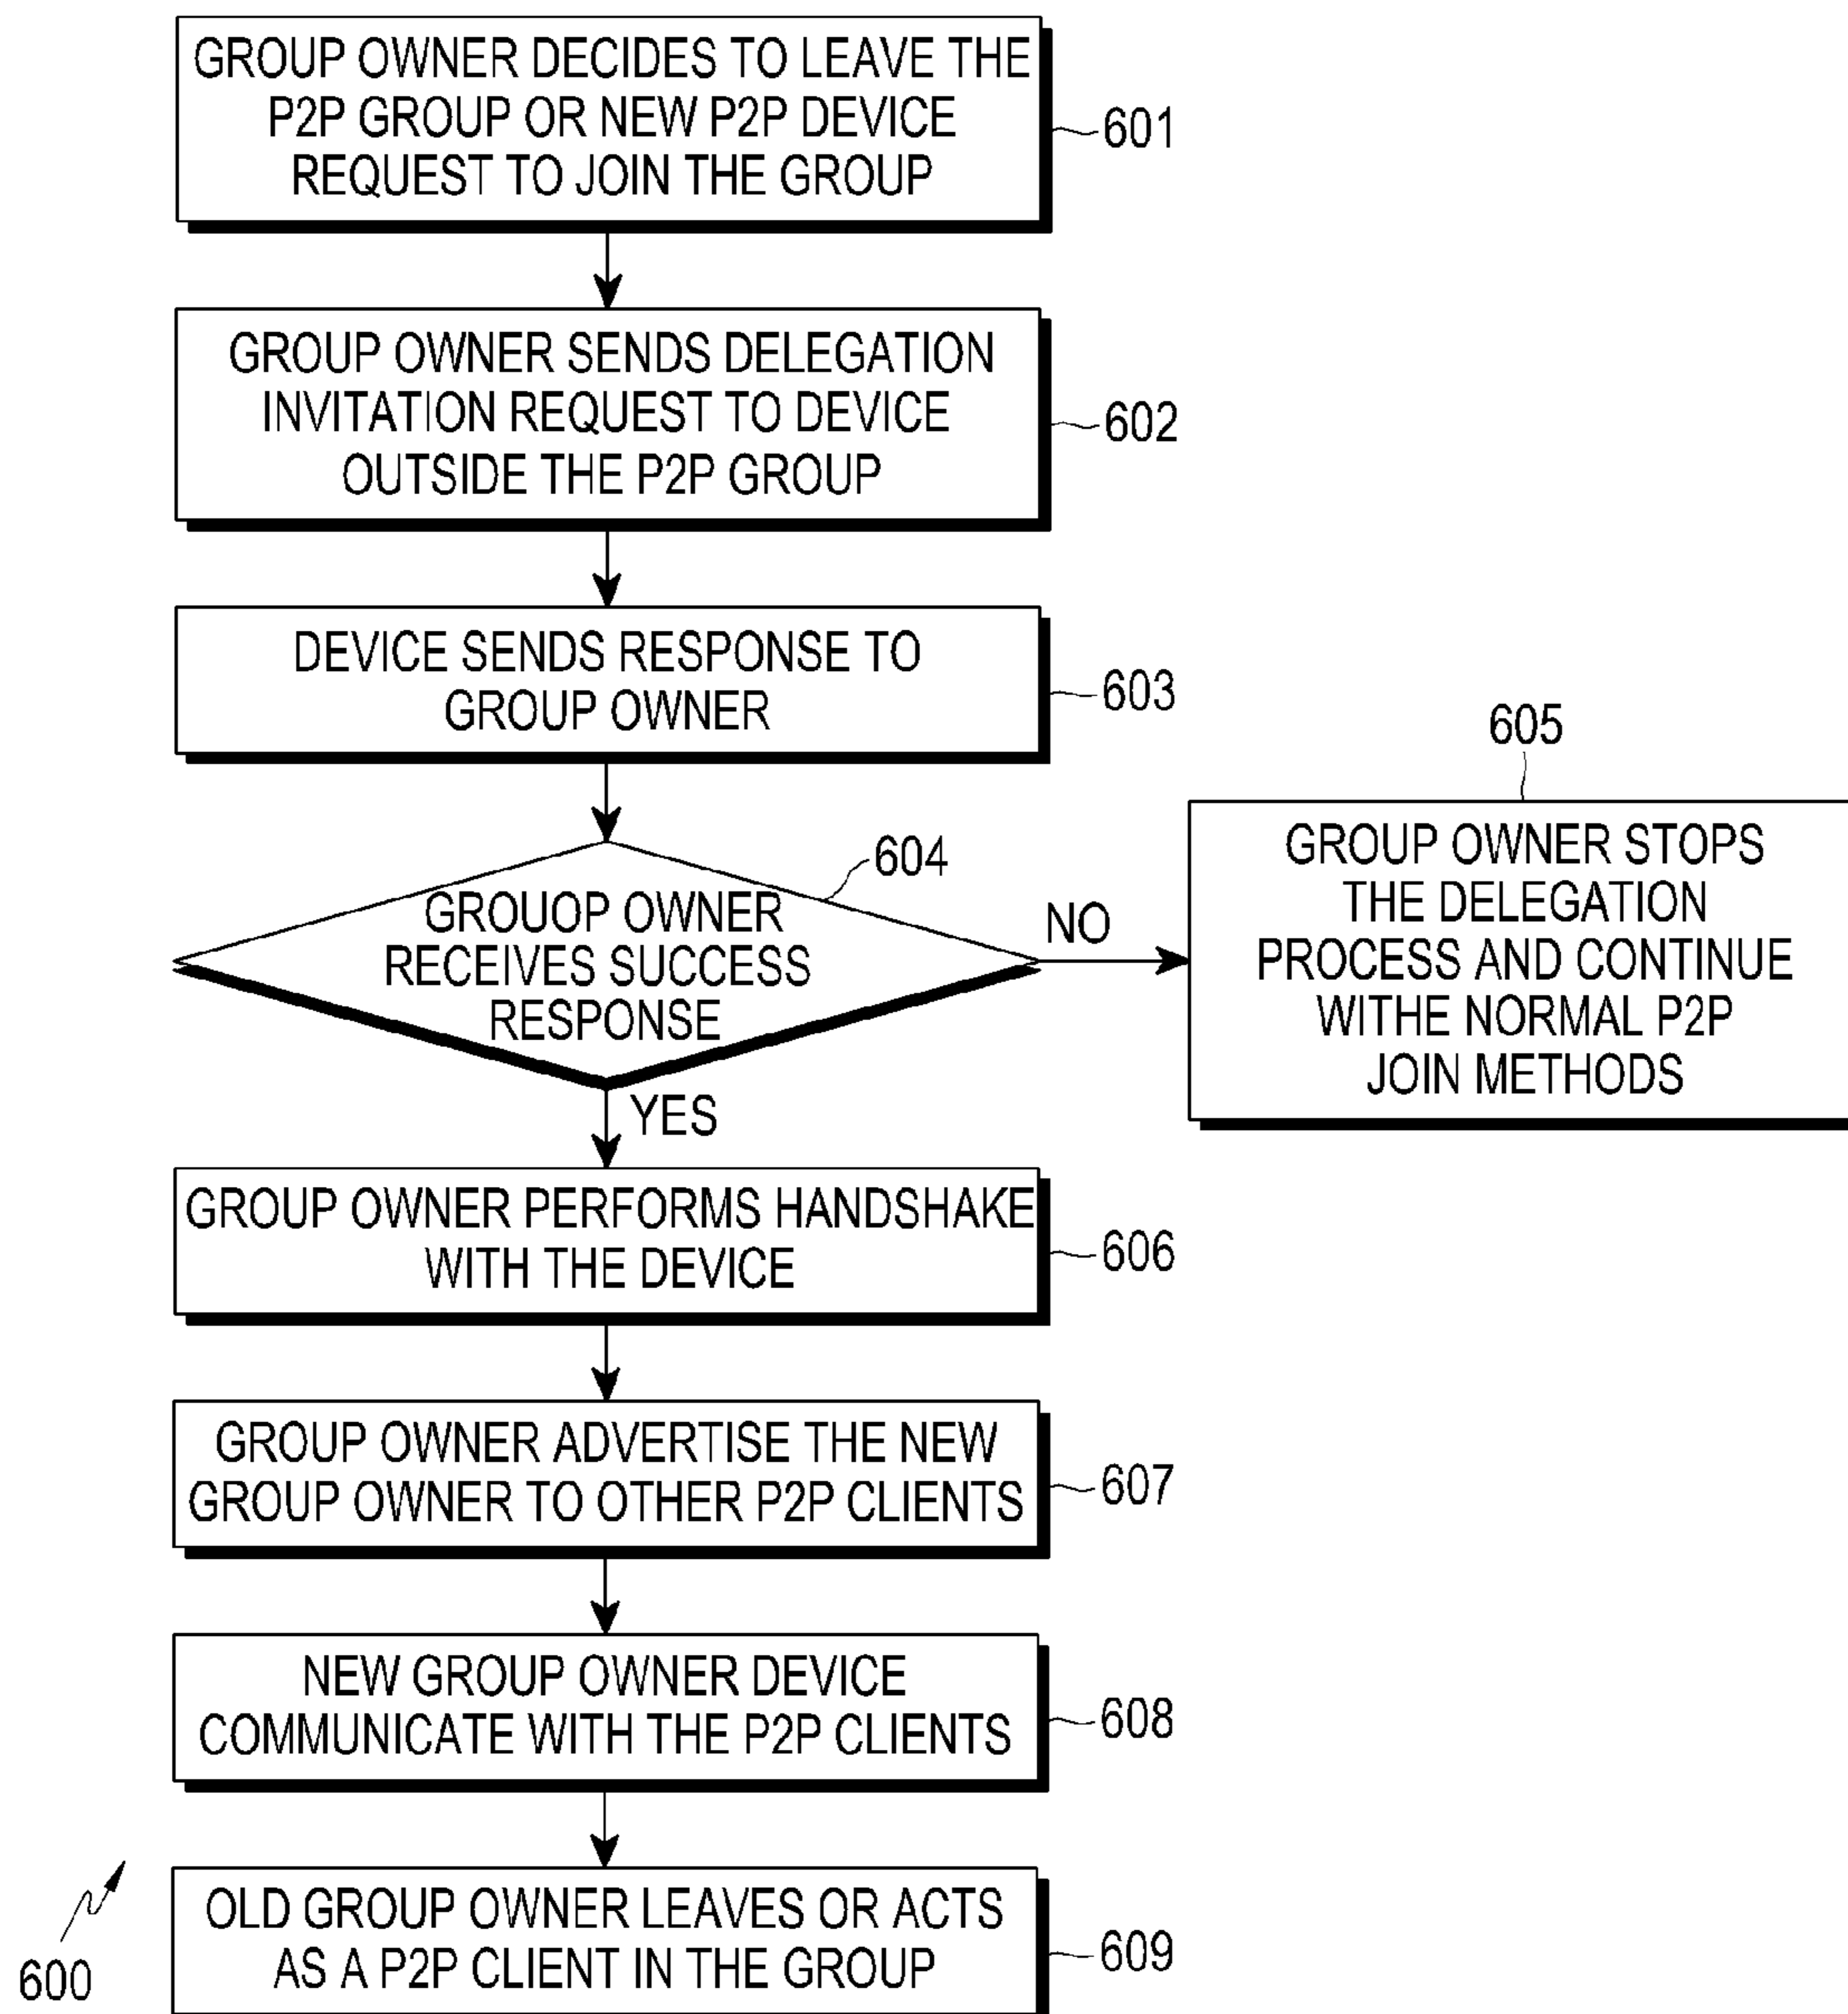 GROUP OWNER DECIDES TO LEAVE THE
P2P GROUP OR NEW P2P DEVICE
REQUEST TO JOIN THE GROUP
601
GROUP OWNER SENDS DELEGATION
INVITATION REQUEST TO DEVICE
OUTSIDE THE P2P GROUP
602
DEVICE SENDS RESPONSE TO
GROUP OWNER
603
604
GROUOP OWNER
RECEIVES SUCCESS
RESPONSE
NO
605
GROUP OWNER STOPS
THE DELEGATION
PROCESS AND CONTINUE
WITHE NORMAL P2P
JOIN METHODS
YES
GROUP OWNER PERFORMS HANDSHAKE
WITH THE DEVICE
606
GROUP OWNER ADVERTISE THE NEW
GROUP OWNER TO OTHER P2P CLIENTS
607
NEW GROUP OWNER DEVICE
COMMUNICATE WITH THE P2P CLIENTS
608
OLD GROUP OWNER LEAVES OR ACTS
AS A P2P CLIENT IN THE GROUP
609
600